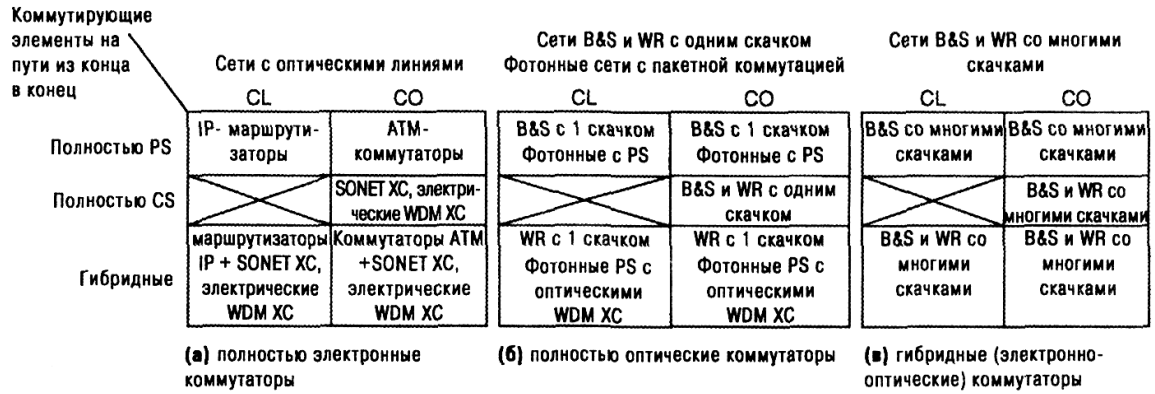 Коммутирующие
элементы на
пути из конца
в конец
Сети с оптическими линиями
CL CO
Сети B&S и WR с одним скачком
Фотонные сети с пакетной коммутацией
CL CO
Сети B&S и WR со многими
скачками
CL CO
Полностью PS
IP- маршрути-
заторы
ATM-
коммутаторы
B&S с 1 скачком
Фотонные с PS
B&S с 1 скачком
Фотонные с PS
B&S со многими
скачками
B&S со многими
скачками
Полностью CS
SONET XC, электри-
ческие WDM XC
B&S и WR с одним
скачком
B&S и WR со
многими скачками
Гибридные
маршрутизаторы
IP + SONET XC,
электрические
WDM XC
Коммутаторы ATM
+SONET XC,
электрические
WDM XC
WR с 1 скачком
Фотонные PS с
оптическими
WDM XC
WR с 1 скачком
Фотонные PS с
оптическими
WDM XC
B&S и WR со
многими
скачками
B&S и WR со
многими
скачками
(а) полностью электронные
коммутаторы
(б) полностью оптические коммутаторы
(в) гибридные (электронно-
оптические) коммутаторы